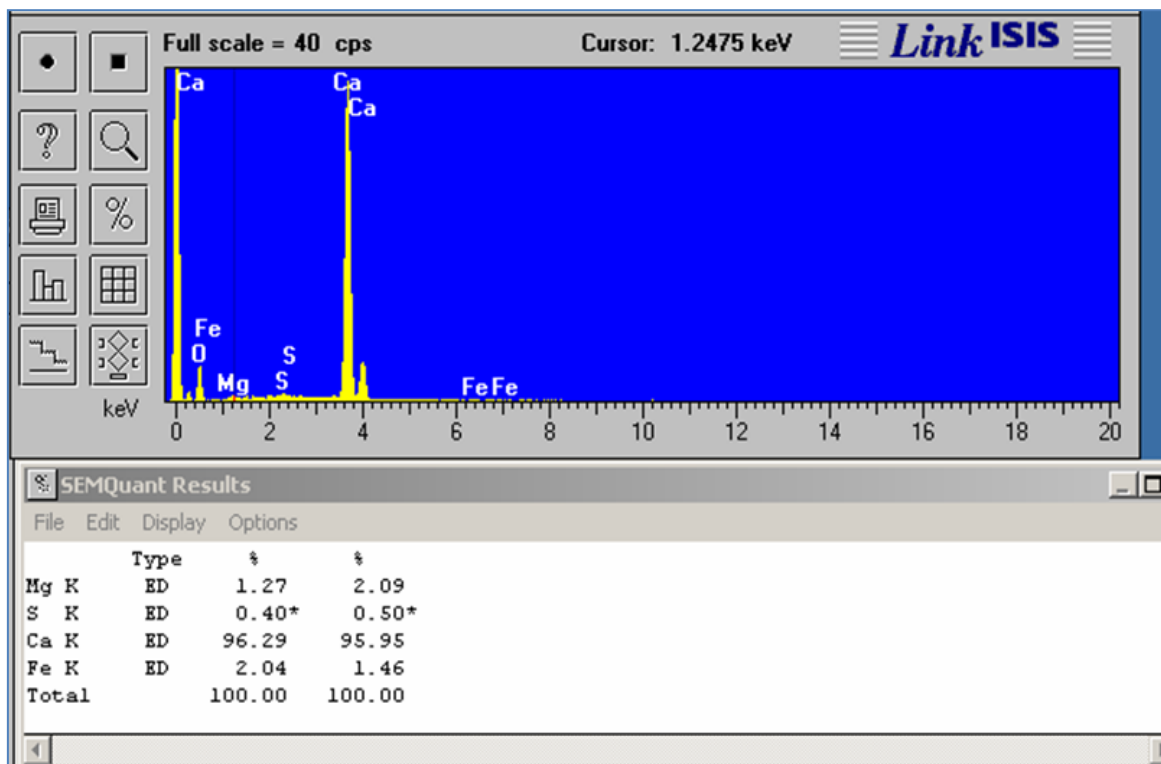 Full scale = 40 cps Cursor: 1.2475 keV Link ISIS
Ca Ca
Ca
? %
Fe
O S
Mg S Fe Fe
keV
0 2 4 6 8 10 12 14 16 18 20
SEMQuant Results
File Edit Display Options
Type % %
Mg K ED 1.27 2.09
S K ED 0.40* 0.50*
Ca K ED 96.29 95.95
Fe K ED 2.04 1.46
Total 100.00 100.00